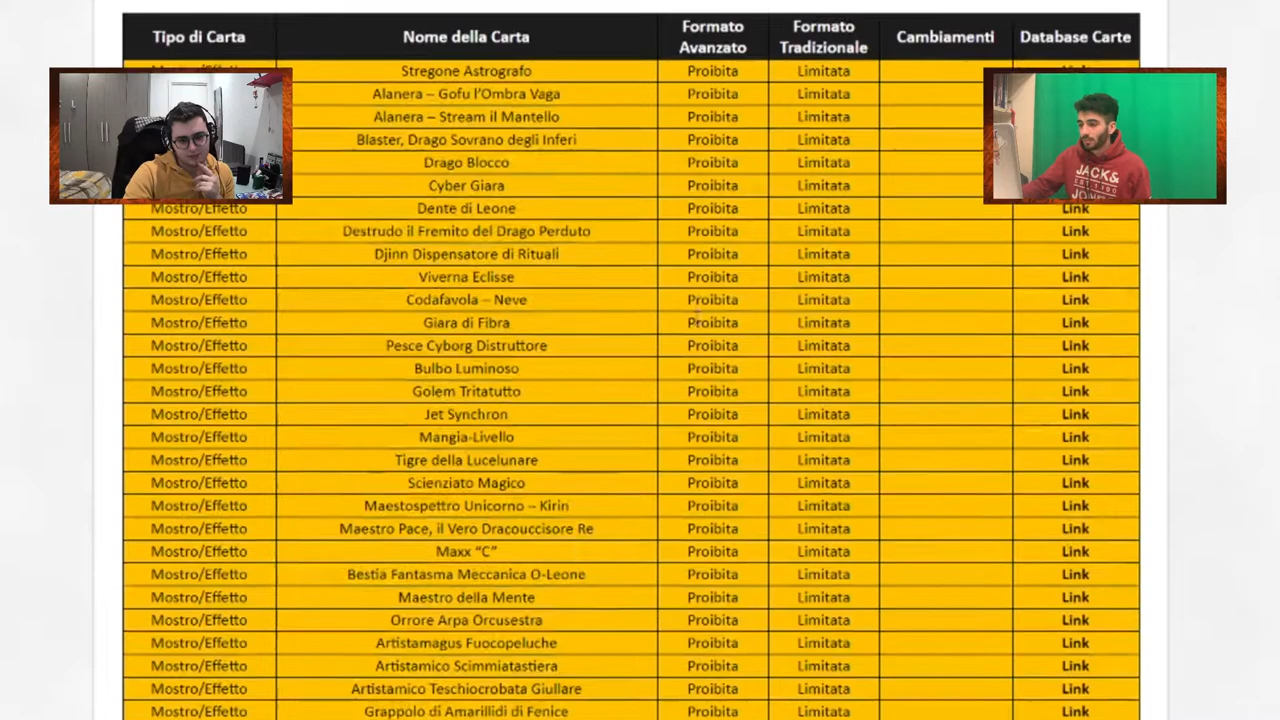 Tipo di Carta Nome della Carta Formato Avanzato Formato Tradizionale Cambiamenti Database Carte
Stregone Astrografo Proibita Limitata
Alanera – Gofu l'Ombra Vaga Proibita Limitata
Alanera – Stream il Mantello Proibita Limitata
Blaster, Drago Sovrano degli Inferi Proibita Limitata
Drago Blocco Proibita Limitata
Cyber Giara Proibita Limitata
Mostro/Effetto Dente di Leone Proibita Limitata Link
Mostro/Effetto Destrudo il Fremito del Drago Perduto Proibita Limitata Link
Mostro/Effetto Djinn Dispensatore di Rituali Proibita Limitata Link
Mostro/Effetto Viverna Eclisse Proibita Limitata Link
Mostro/Effetto Codafavola – Neve Proibita Limitata Link
Mostro/Effetto Giara di Fibra Proibita Limitata Link
Mostro/Effetto Pesce Cyborg Distruttore Proibita Limitata Link
Mostro/Effetto Bulbo Luminoso Proibita Limitata Link
Mostro/Effetto Golem Tritatutto Proibita Limitata Link
Mostro/Effetto Jet Synchron Proibita Limitata Link
Mostro/Effetto Mangia-Livello Proibita Limitata Link
Mostro/Effetto Tigre della Lucelunare Proibita Limitata Link
Mostro/Effetto Scienziato Magico Proibita Limitata Link
Mostro/Effetto Maestospettro Unicorno – Kirin Proibita Limitata Link
Mostro/Effetto Maestro Pace, il Vero Dracouccisore Re Proibita Limitata Link
Mostro/Effetto Maxx “C” Proibita Limitata Link
Mostro/Effetto Bestia Fantasma Meccanica O-Leone Proibita Limitata Link
Mostro/Effetto Maestro della Mente Proibita Limitata Link
Mostro/Effetto Orrore Arpa Orcusestra Proibita Limitata Link
Mostro/Effetto Artistamagus Fuocopeluche Proibita Limitata Link
Mostro/Effetto Artistamico Scimmiatastiera Proibita Limitata Link
Mostro/Effetto Artistamico Teschiocrobata Giullare Proibita Limitata Link
Mostro/Effetto Grappolo di Amarillidi di Fenice Proibita Limitata Link
JACK&